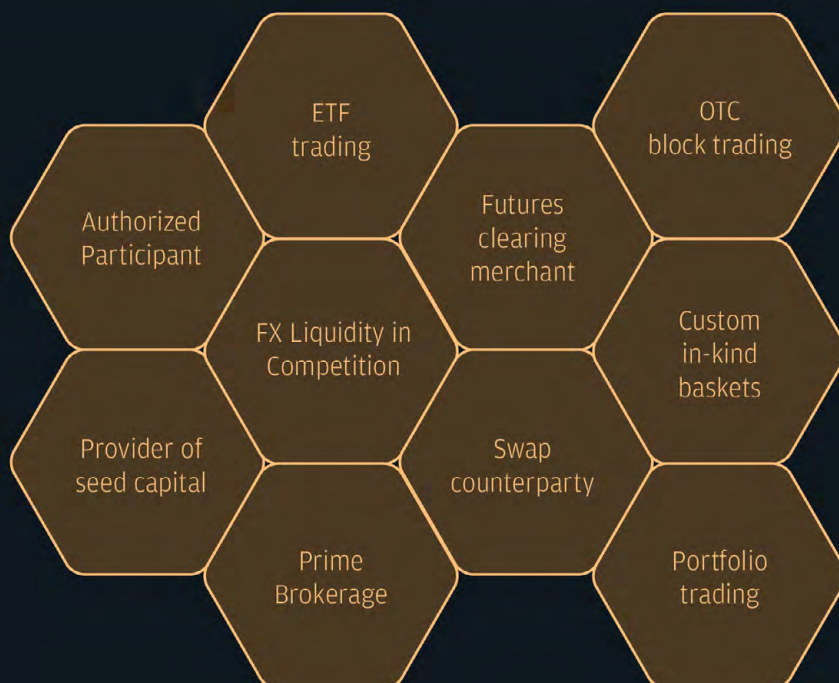 ETF
trading
OTC
block trading
Authorized
Participant
Futures
clearing
merchant
FX Liquidity in
Competition
Custom
in-kind
baskets
Provider of
seed capital
Swap
counterparty
Prime
Brokerage
Portfolio
trading